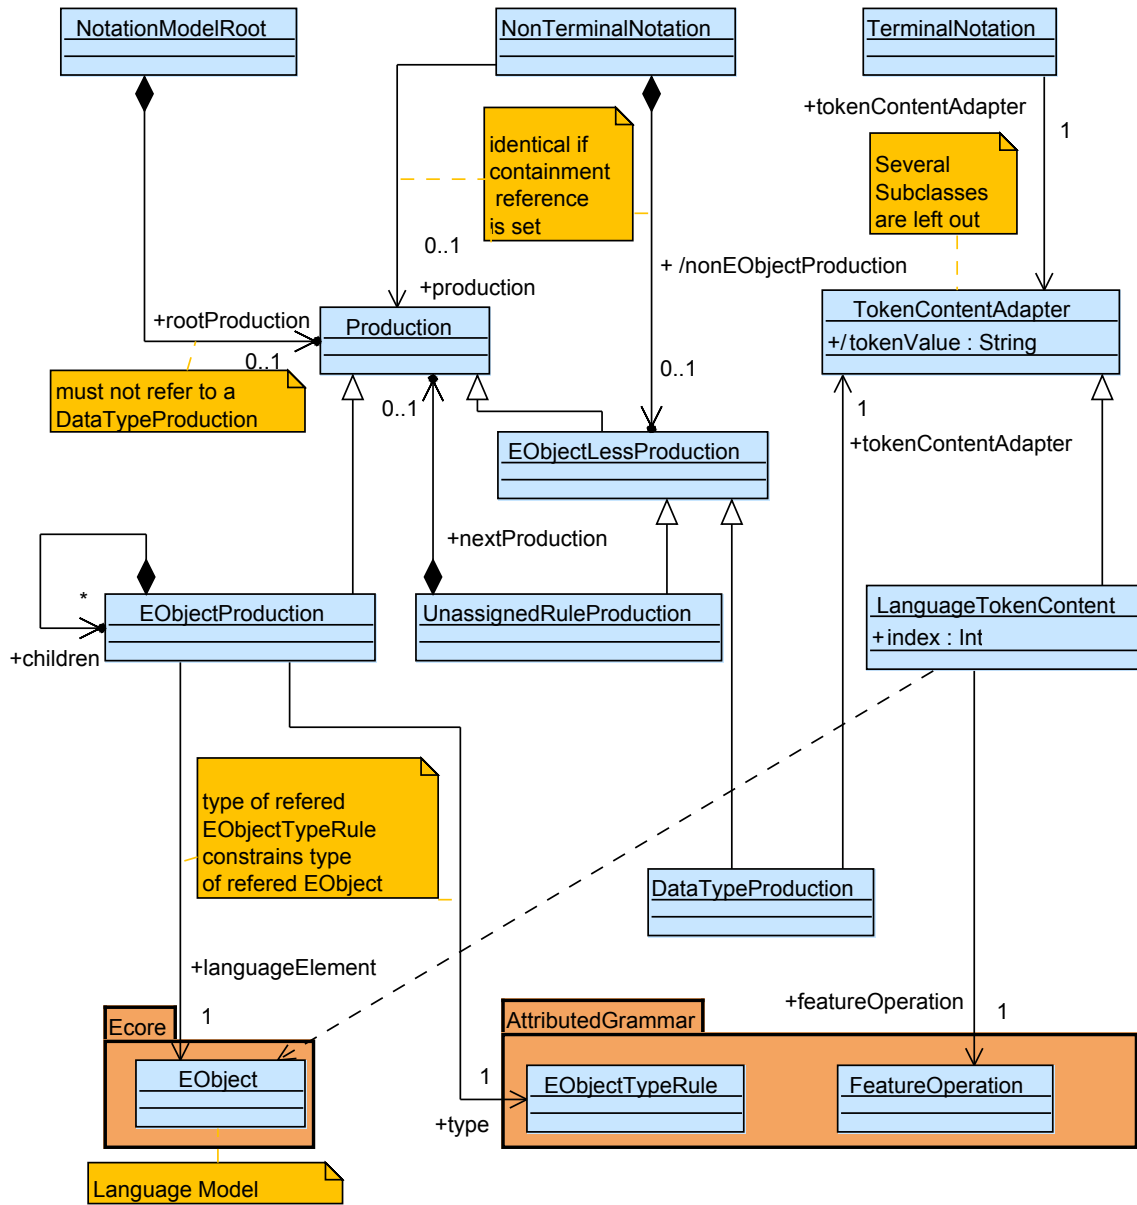 NotationModelRoot
NonTerminalNotation
TerminalNotation
+tokenContentAdapter
1
identical if
containment
reference
is set
Several
Subclasses
are left out
0..1
+ /nonEObjectProduction
+production
+rootProduction
Production
TokenContentAdapter
+/tokenValue : String
0..1
0..1
must not refer to a
DataTypeProduction
0..1
1
+tokenContentAdapter
EObjectLessProduction
+nextProduction
*
EObjectProduction
UnassignedRuleProduction
LanguageTokenContent
+index : Int
+children
type of refered
EObjectTypeRule
constrains type
of refered EObject
DataTypeProduction
+languageElement
+featureOperation
1
1
Ecore
AttributedGrammar
EObject
1
EObjectTypeRule
FeatureOperation
+type
Language Model